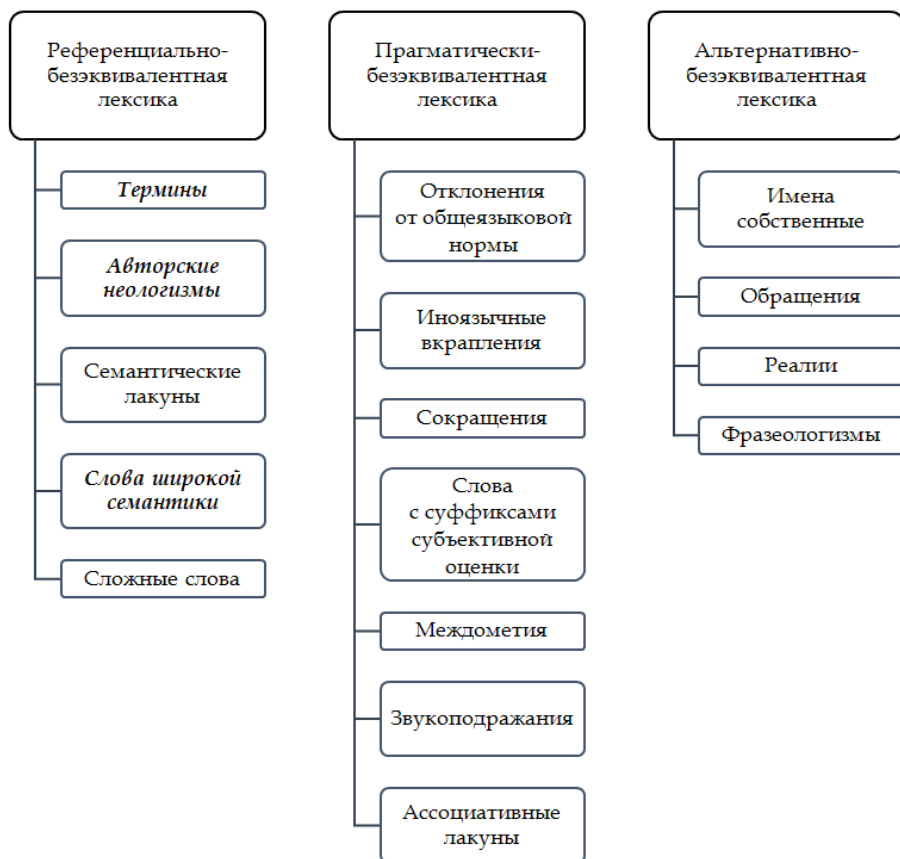 Референциально-
безэквивалентная
лексика
Термины
Авторские
неологизмы
Семантические
лакуны
Слова широкой
семантики
Сложные слова
Прагматически-
безэквивалентная
лексика
Отклонения
от общеязыковой
нормы
Иноязычные
вкрапления
Сокращения
Слова
с суффиксами
субъективной
оценки
Междометия
Звукоподражания
Ассоциативные
лакуны
Альтернативно-
безэквивалентная
лексика
Имена
собственные
Обращения
Реалии
Фразеологизмы